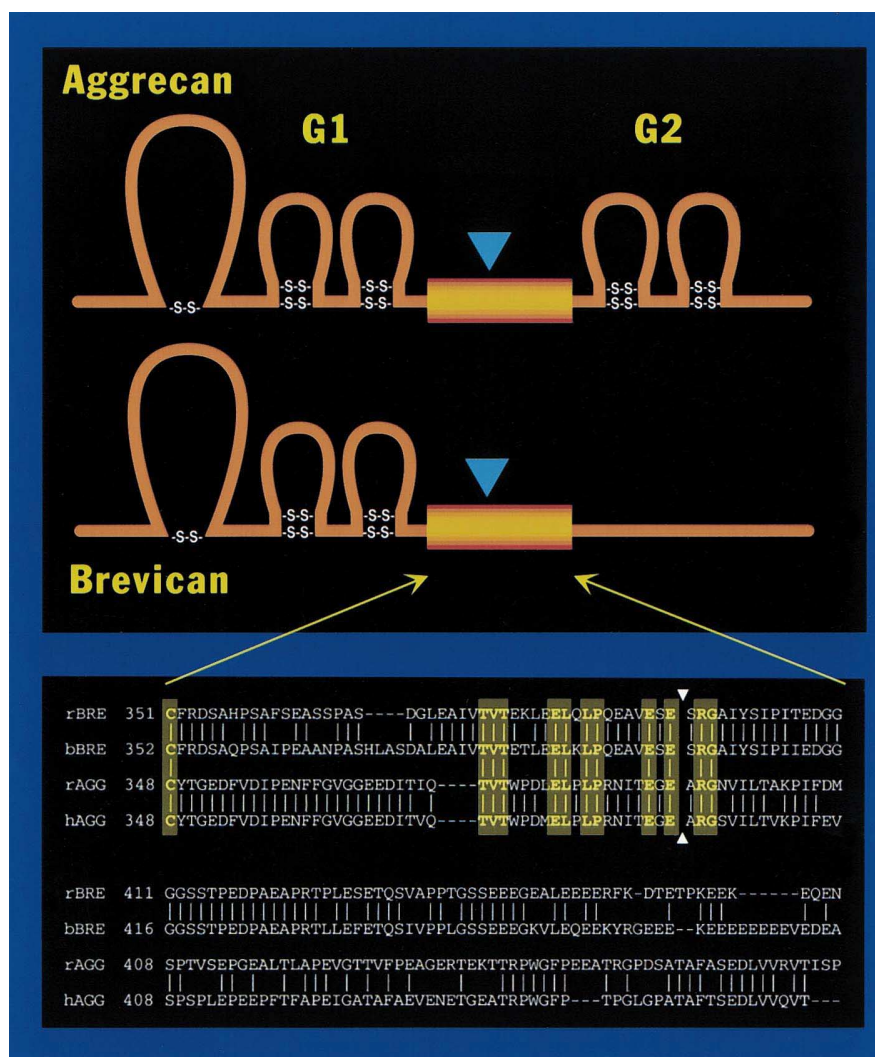 Aggrecan
G1 G2
-S-S- -S-S- -S-S- -S-S-
-S-S- -S-S- -S-S- -S-S- -S-S-
-S-S- -S-S-
-S-S- -S-S- -S-S-
Brevican
rBRE 351 CFRDSAHPSAFSEASSPAS----DGLEAIVTVTEKLEELQLPQEAVESE SRGAIYSIPITEDGG
bBRE 352 CFRDSAQPSAIPEAANPASHLASDALEAIVTVTETLEELKLPQEAVESE SRGAIYSIPIIEDGG
rAGG 348 CYTGEDFVDIPENFFGVGGEEDITIQ----TVTWPDLELPLPRNITEGE ARGNVILTAKPIFDM
hAGG 348 CYTGEDFVDIPENFFGVGGEEDITVQ----TVTWPDMELPLPRNITEGE ARGSVILTVKPIFEV
rBRE 411 GGSSTPEDPAEAPRTPLESETQSVAPPTGSSEEEGEALEEEERFK-DTETPKEEK------EQEN
bBRE 416 GGSSTPEDPAEAPRTLLEFETQSIVPPLGSSEEEGKVLEQEEKYRGEEE--KEEEEEEEEVEDEA
rAGG 408 SPTVSEPGEALTLAPEVGTTVFPEAGERTEKTTRPWGFPEEATRGPDSATAFASEDLVVRVTISP
hAGG 408 SPSPLEPEEPFTFAPEIGATAFAEVENETGEATRPWGFP---TPGLGPATAFTSEDLVVQVT---